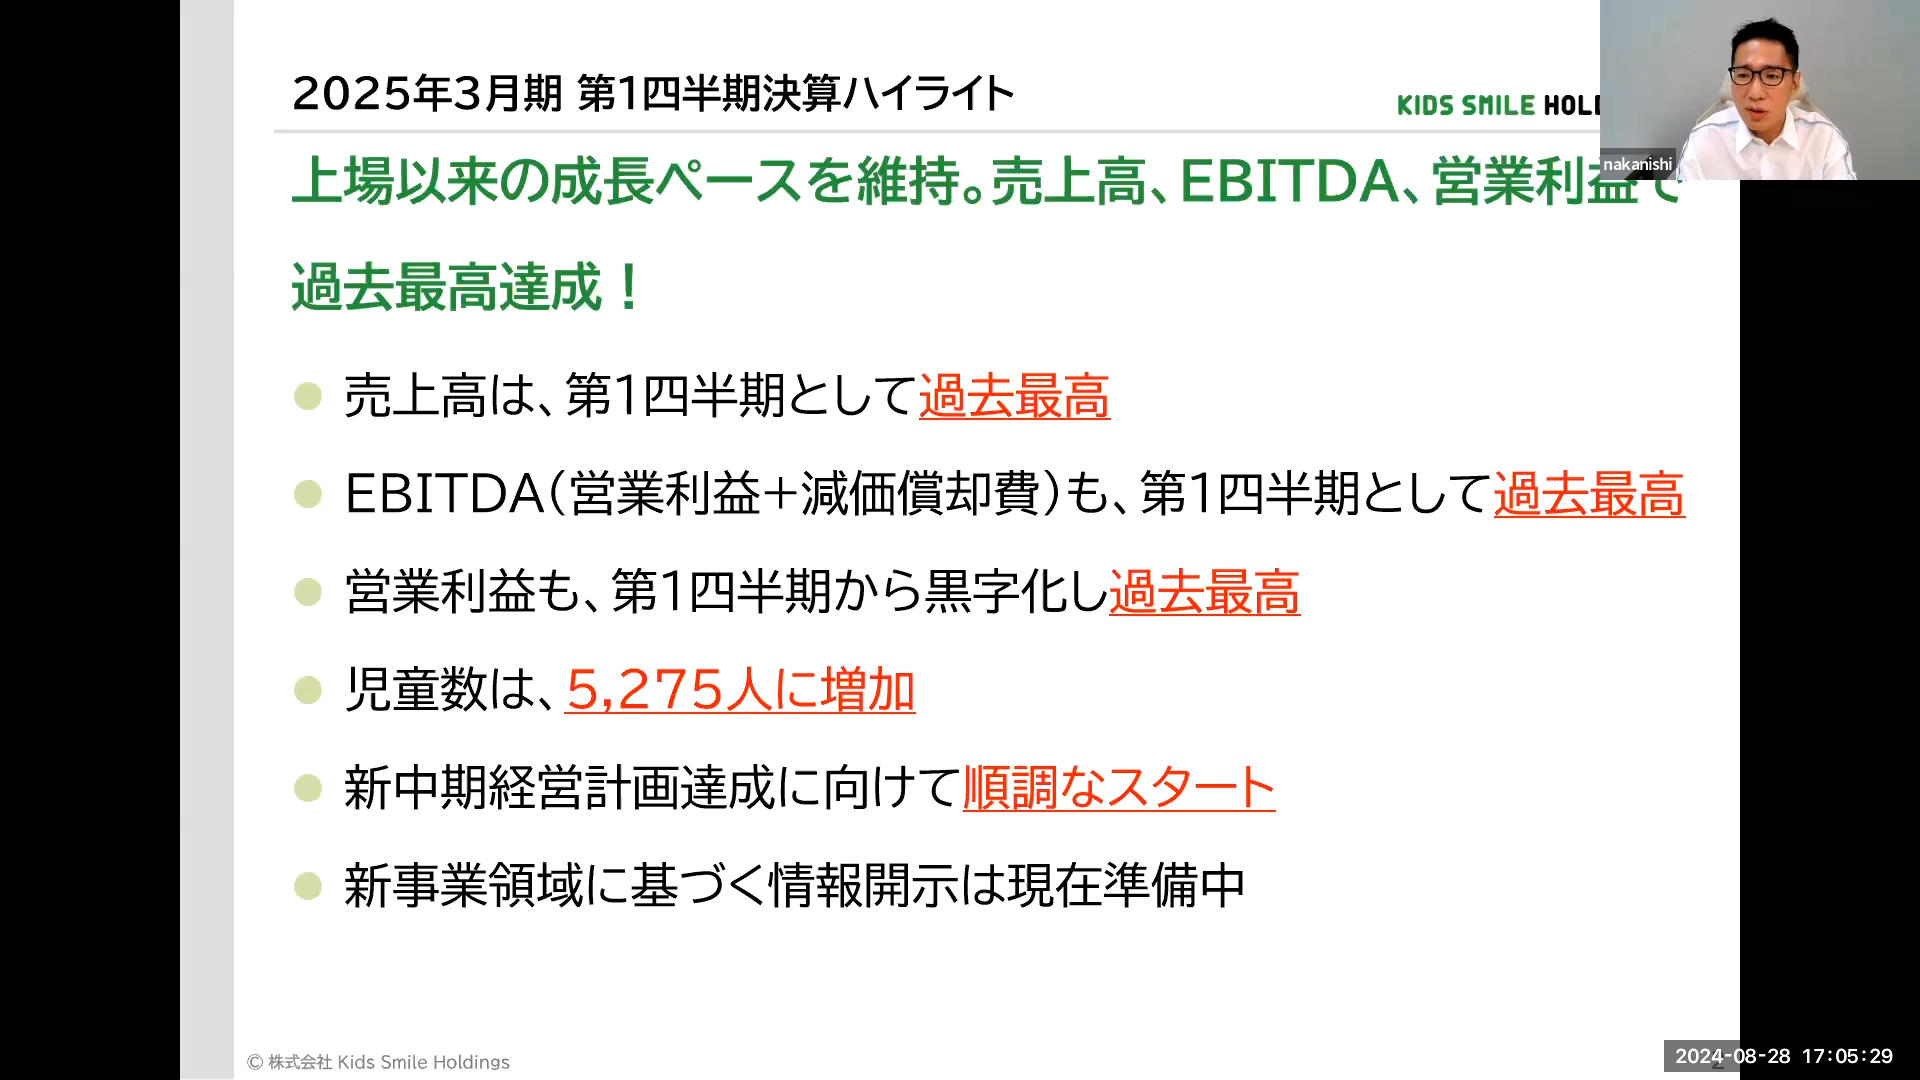 2025年3月期 第1四半期決算ハイライト
KIDS SMILE
nakanishi
上場以来の成長ペースを維持。売上高、EBITDA、営業利益で
過去最高達成！
売上高は、第1四半期として過去最高
EBITDA（営業利益＋減価償却費）も、第1四半期として過去最高
営業利益も、第1四半期から黒字化し過去最高
児童数は、5,275人に増加
新中期経営計画達成に向けて順調なスタート
新事業領域に基づく情報開示は現在準備中
© 株式会社 Kids Smile Holdings
2024-08-28 17:05:29